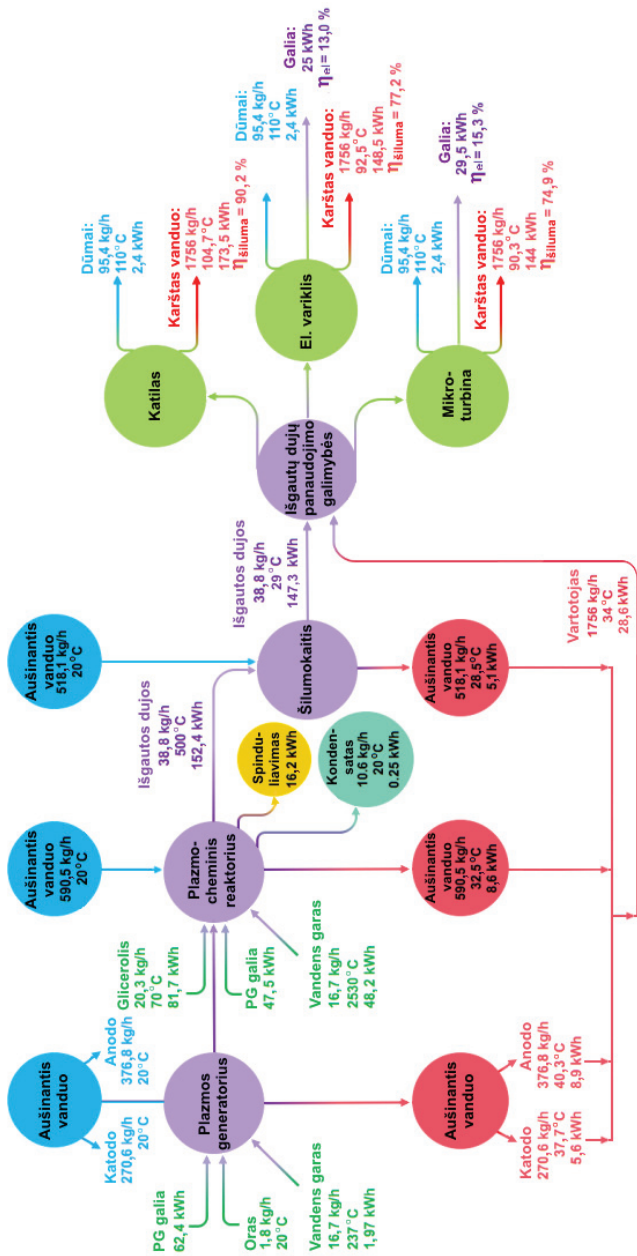 Aušinantis
vanduo
Katodo
270,6 kg/h
20°C
Anodo
376,8 kg/h
20°C
Aušinantis
vanduo
590,5 kg/h
20°C
Aušinantis
vanduo
518,1 kg/h
20°C
PG galia
62,4 kWh
Oras
1,8 kg/h
20°C
Vandens garas
16,7 kg/h
237°C
1,97 kWh
Plazmos
generatorius
Glicerolis
20,3 kg/h
70°C
81,7 kWh
PG galia
47,5 kWh
Vandens garas
16,7 kg/h
2530°C
48,2 kWh
Plazmo-
cheminis
reaktorius
Išgautos dujos
38,8 kg/h
500°C
152,4 kWh
Spindu-
liavimas
16,2 kWh
Konden-
satas
10.6 kg/h
20°C
0.25 kWh
Šilumokaitis
Išgautos dujos
38,8 kg/h
29°C
147,3 kWh
Išgautų dujų
panaudojimo
galimybės
Katilas
Dūmai:
95,4 kg/h
110°C
2,4 kWh
Karštas vanduo:
1756 kg/h
104,7°C
173,5 kWh
ηšiluma = 90,2 %
El. variklis
Dūmai:
95,4 kg/h
110°C
2,4 kWh
Galia:
25 kWh
ηel = 13,0 %
Karštas vanduo:
1756 kg/h
92,5°C
148,5 kWh
ηšiluma = 77,2 %
Mikro-
turbina
Dūmai:
95,4 kg/h
110°C
2,4 kWh
Galia:
29,5 kWh
ηel = 15,3 %
Karštas vanduo:
1756 kg/h
90,3°C
144 kWh
ηšiluma = 74,9 %
Aušinantis
vanduo
Katodo
270,6 kg/h
37,7°C
5,6 kWh
Anodo
376,8 kg/h
40,3°C
8,9 kWh
Aušinantis
vanduo
590,5 kg/h
32,5°C
8,6 kWh
Aušinantis
vanduo
518,1 kg/h
28,5°C
5,1 kWh
Vartotojas
1756 kg/h
34°C
28,6 kWh